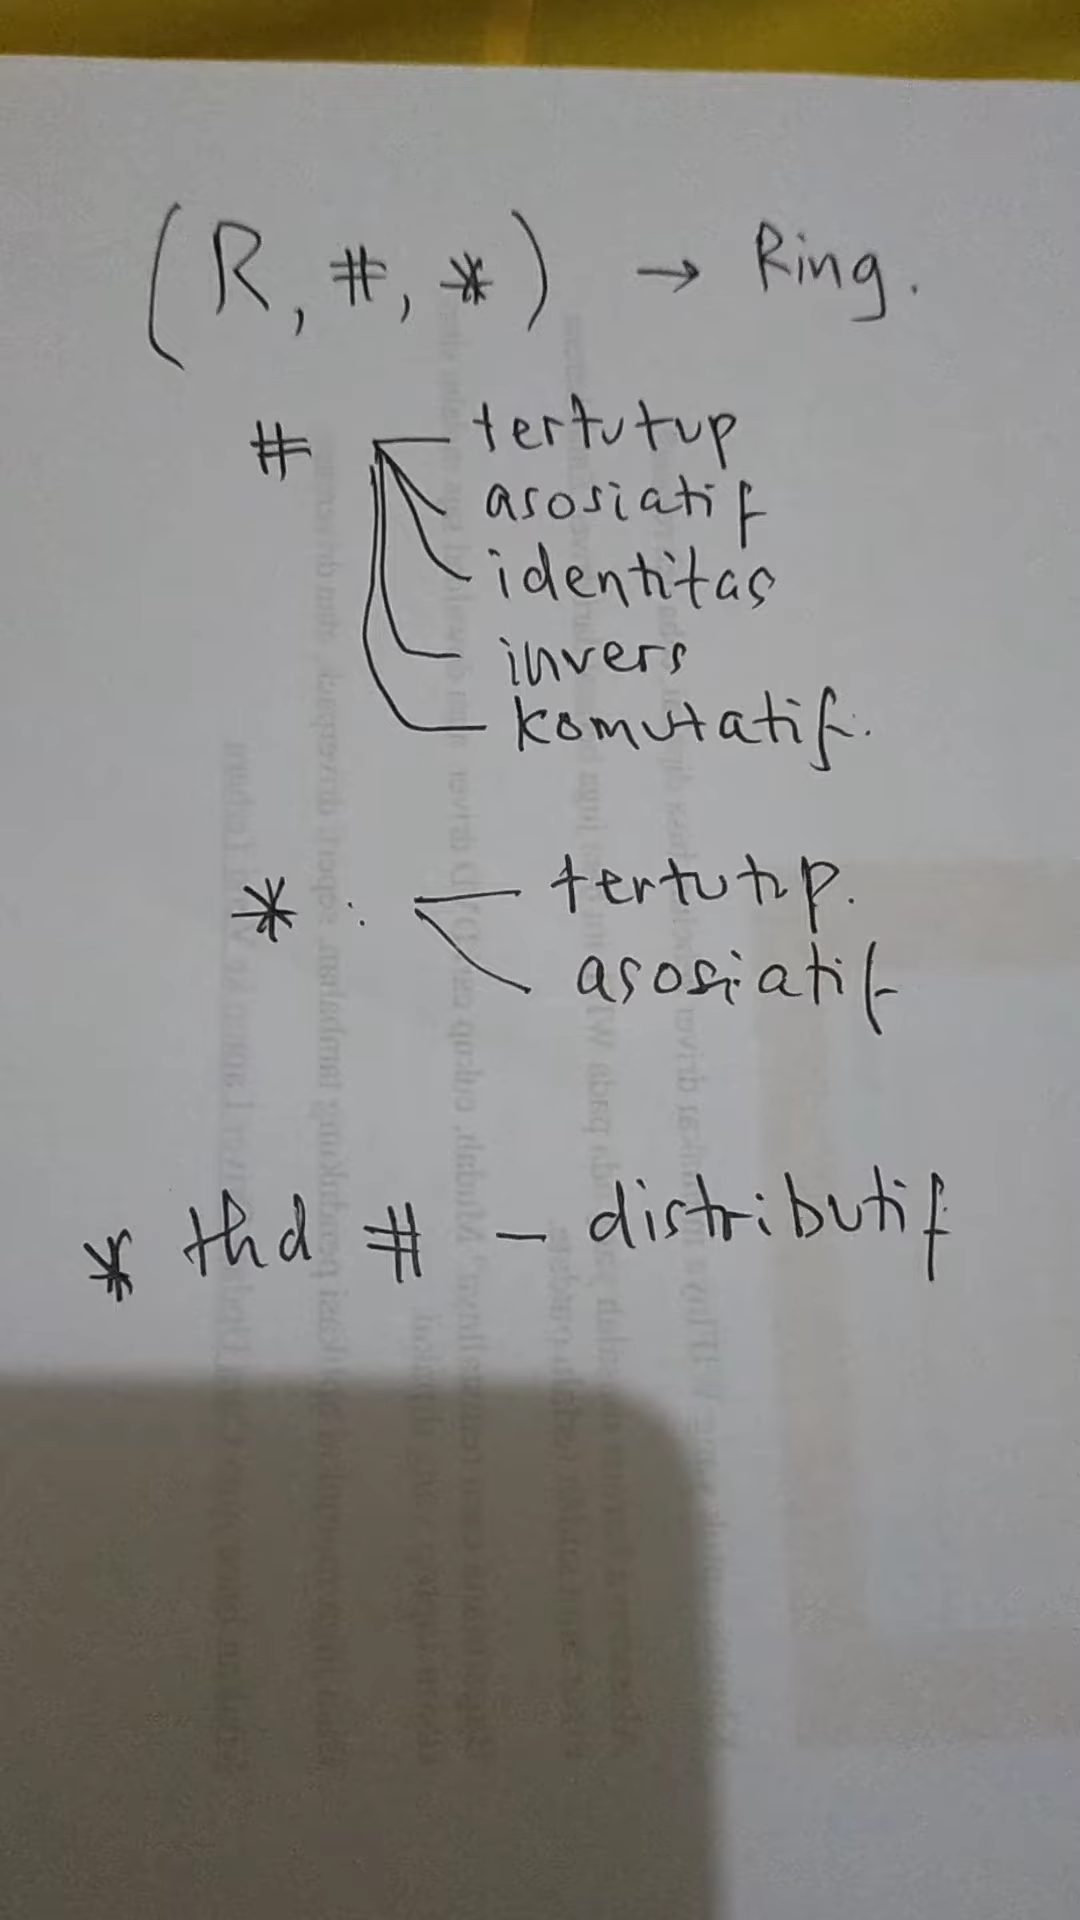 (R, #, *) → Ring.
# tertutup
asosiatif
identitas
invers
komutatif.
* : tertutup.
asosiatif
* thd # - distributif